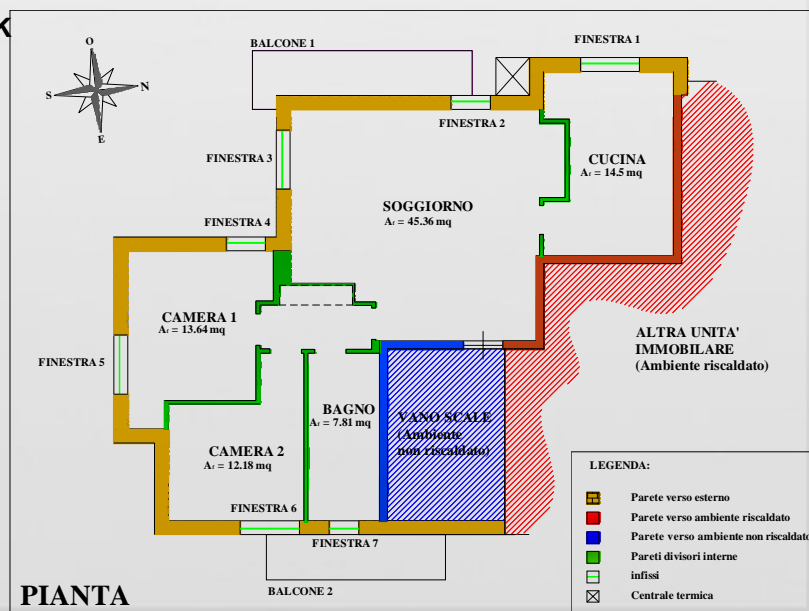 k
FINESTRA 1
BALCONE 1
O
S
N
E
FINESTRA 2
FINESTRA 3
CUCINA
Af = 14.5 mq
SOGGIORNO
Af = 45.36 mq
FINESTRA 4
CAMERA 1
Af = 13.64 mq
ALTRA UNITA'
IMMOBILARE
(Ambiente riscaldato)
FINESTRA 5
BAGNO
Af = 7.81 mq
VANO SCALE
(Ambiente
non riscaldato)
CAMERA 2
Af = 12.18 mq
FINESTRA 6
FINESTRA 7
BALCONE 2
PIANTA
LEGENDA:
Parete verso esterno
Parete verso ambiente riscaldato
Parete verso ambiente non riscaldato
Pareti divisori interne
infissi
Centrale termica